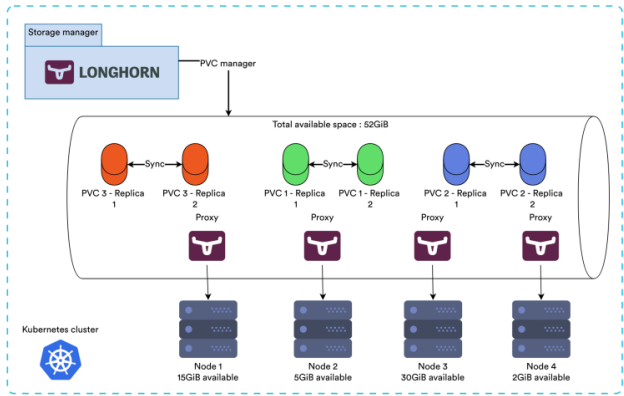 Storage manager
LONGHORN
PVC manager
Total available space : 52GiB
Sync
Sync
Sync
PVC 3 - Replica
1
PVC 3 - Replica
2
PVC 1 - Replica
1
PVC 1 - Replica
2
PVC 2 - Replica
1
PVC 2 - Replica
2
Proxy
Proxy
Proxy
Proxy
Kubernetes cluster
Node 1
15GiB available
Node 2
5GiB available
Node 3
30GiB available
Node 4
2GiB available